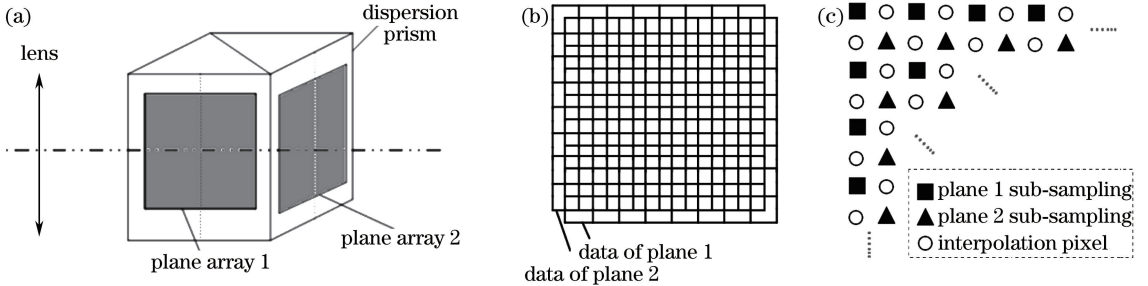 (a)
dispersion
prism
lens
plane array 1
plane array 2
(b)
data of plane 1
data of plane 2
(c)
plane 1 sub-sampling
plane 2 sub-sampling
interpolation pixel